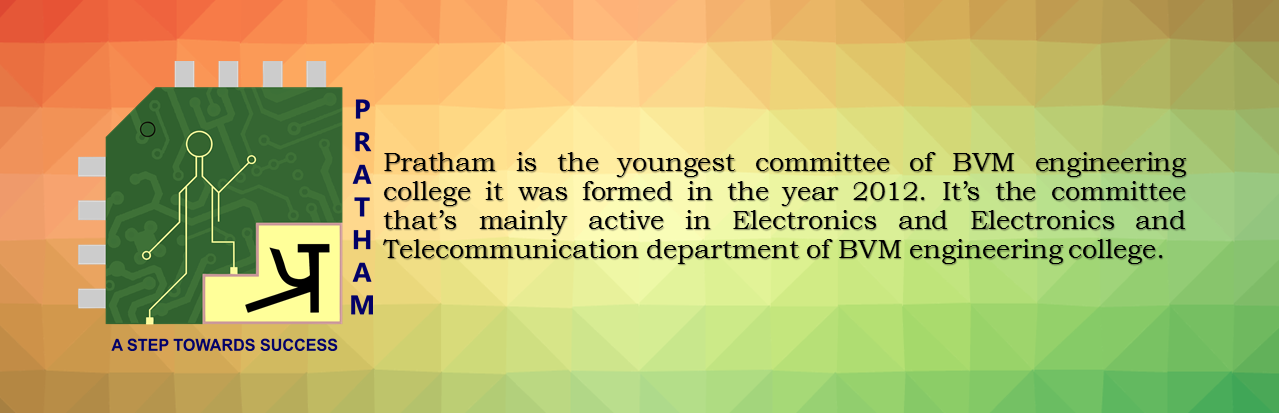 PRATHAM
Pratham is the youngest committee of BVM engineering
college it was formed in the year 2012. It’s the committee
that’s mainly active in Electronics and Electronics and
Telecommunication department of BVM engineering college.
प्र
A STEP TOWARDS SUCCESS